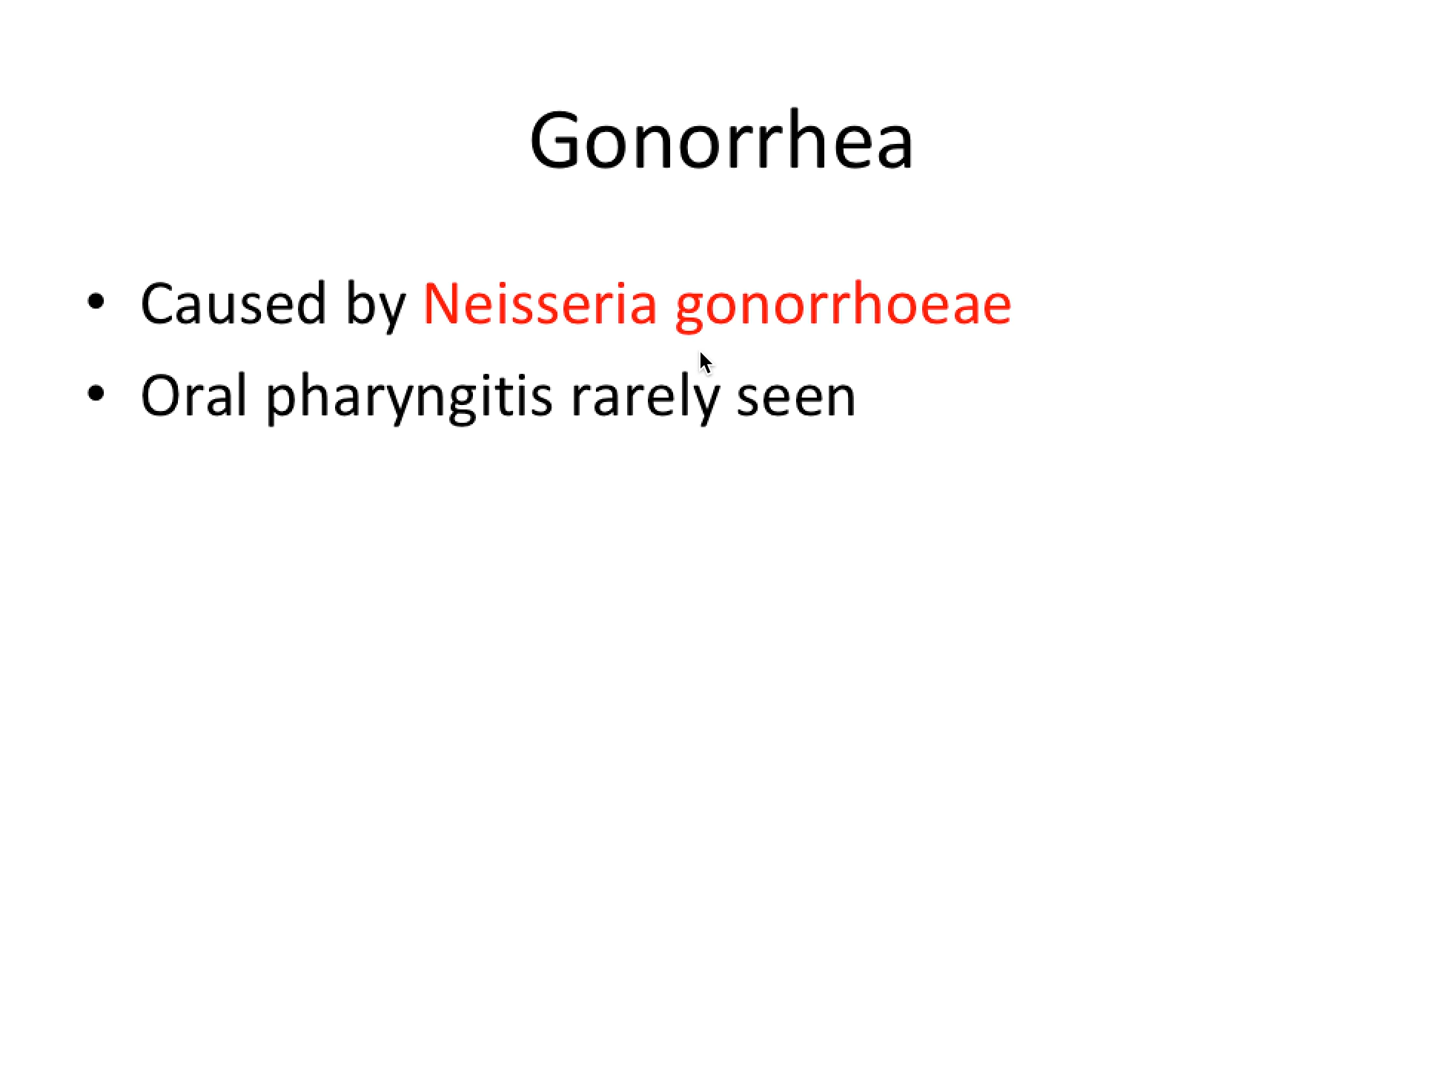 Gonorrhea
• Caused by Neisseria gonorrhoeae
• Oral pharyngitis rarely seen